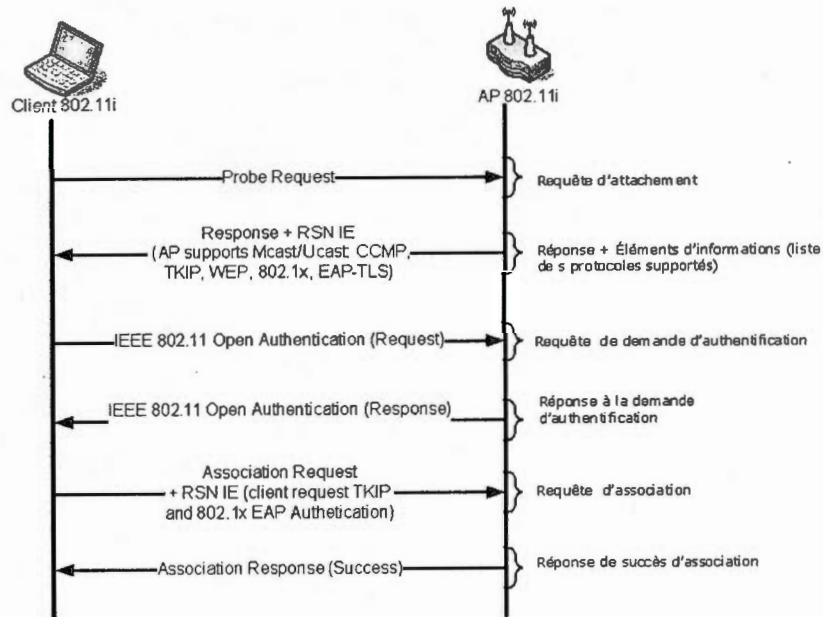 Client 802.11i
AP 802.11i
Probe Request
Requête d'attachement
Response + RSN IE
(AP supports Mcast/Ucast: CCMP,
TKIP, WEP, 802.1x, EAP-TLS)
Réponse + Éléments d'informations (liste
de s protocoles supportés)
IEEE 802.11 Open Authentication (Request)
Requête de demande d'authentification
IEEE 802.11 Open Authentication (Response)
Réponse à la demande
d'authentification
Association Request
+ RSN IE (client request TKIP
and 802.1x EAP Authetication)
Requête d'association
Association Response (Success)
Réponse de succès d'association